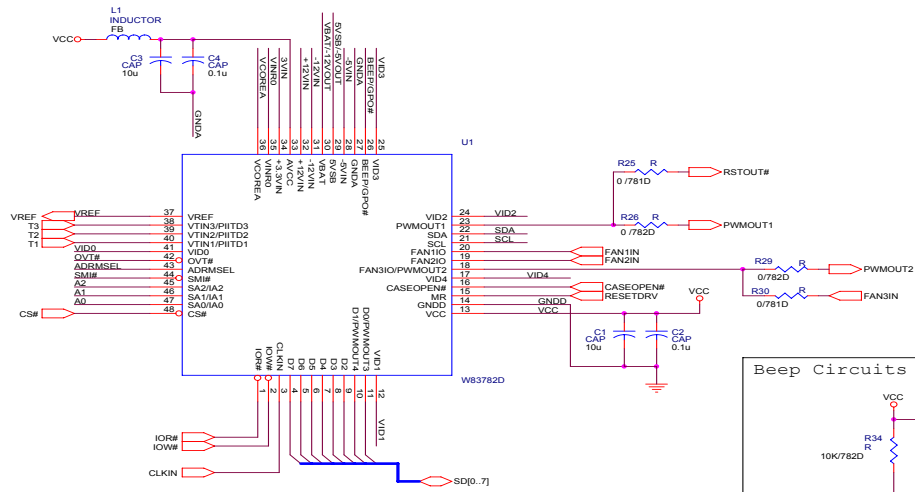 L1
INDUCTOR
FB
VCC
C3
CAP
10u
C4
CAP
0.1u
GNDA
VCOREA
VINR0
3VIN
+12VIN
-12VIN
VBAT/-12VOUT
5VSB/-5VOUT
-5VIN
GNDA
BEEP/GPO#
VID3
36
35
34
33
32
31
30
29
28
27
26
25
U1
VCOREA
VINR0
+3.3VIN
AVCC
+12VIN
-12VIN
VBAT
5VSB
-5VIN
GNDA
BEEP/GPO#
VID3
VREF VREF 37 VREF
T3 38 VTIN3/PIITD3
T2 39 VTIN2/PIITD2
T1 40 VTIN1/PIITD1
VID0 41 VID0
OVT# 42 OVT#
ADRMSEL 43 ADRMSEL
SMI# 44 SMI#
A2 45 SA2/IA2
A1 46 SA1/IA1
A0 47 SA0/IA0
CS# 48 CS#
VID2 24 VID2
PWMOUT1 23
SDA 22 SDA
SCL 21 SCL
FAN1IO 20 FAN1IN
FAN2IO 19 FAN2IN
FAN3IO/PWMOUT2 18
VID4 17 VID4
CASEOPEN# 16 CASEOPEN#
MR 15 RESETDRV
GNDD 14 GNDD
VCC 13 VCC
R25 R
0 /781D
RSTOUT#
R26 R
0 /782D
PWMOUT1
R29 R
0/782D
PWMOUT2
R30 R
0/781D
FAN3IN
VCC
C1
CAP
10u
C2
CAP
0.1u
IOR#
IOW#
CLKIN
D7
D6
D5
D4
D3
D2
D1/PWMOUT4
D0/PWMOUT3
VID1
1
2
3
4
5
6
7
8
9
10
11
12
W83782D
VID1
IOR#
IOW#
CLKIN
SD[0..7]
Beep Circuits
VCC
R34
R
10K/782D